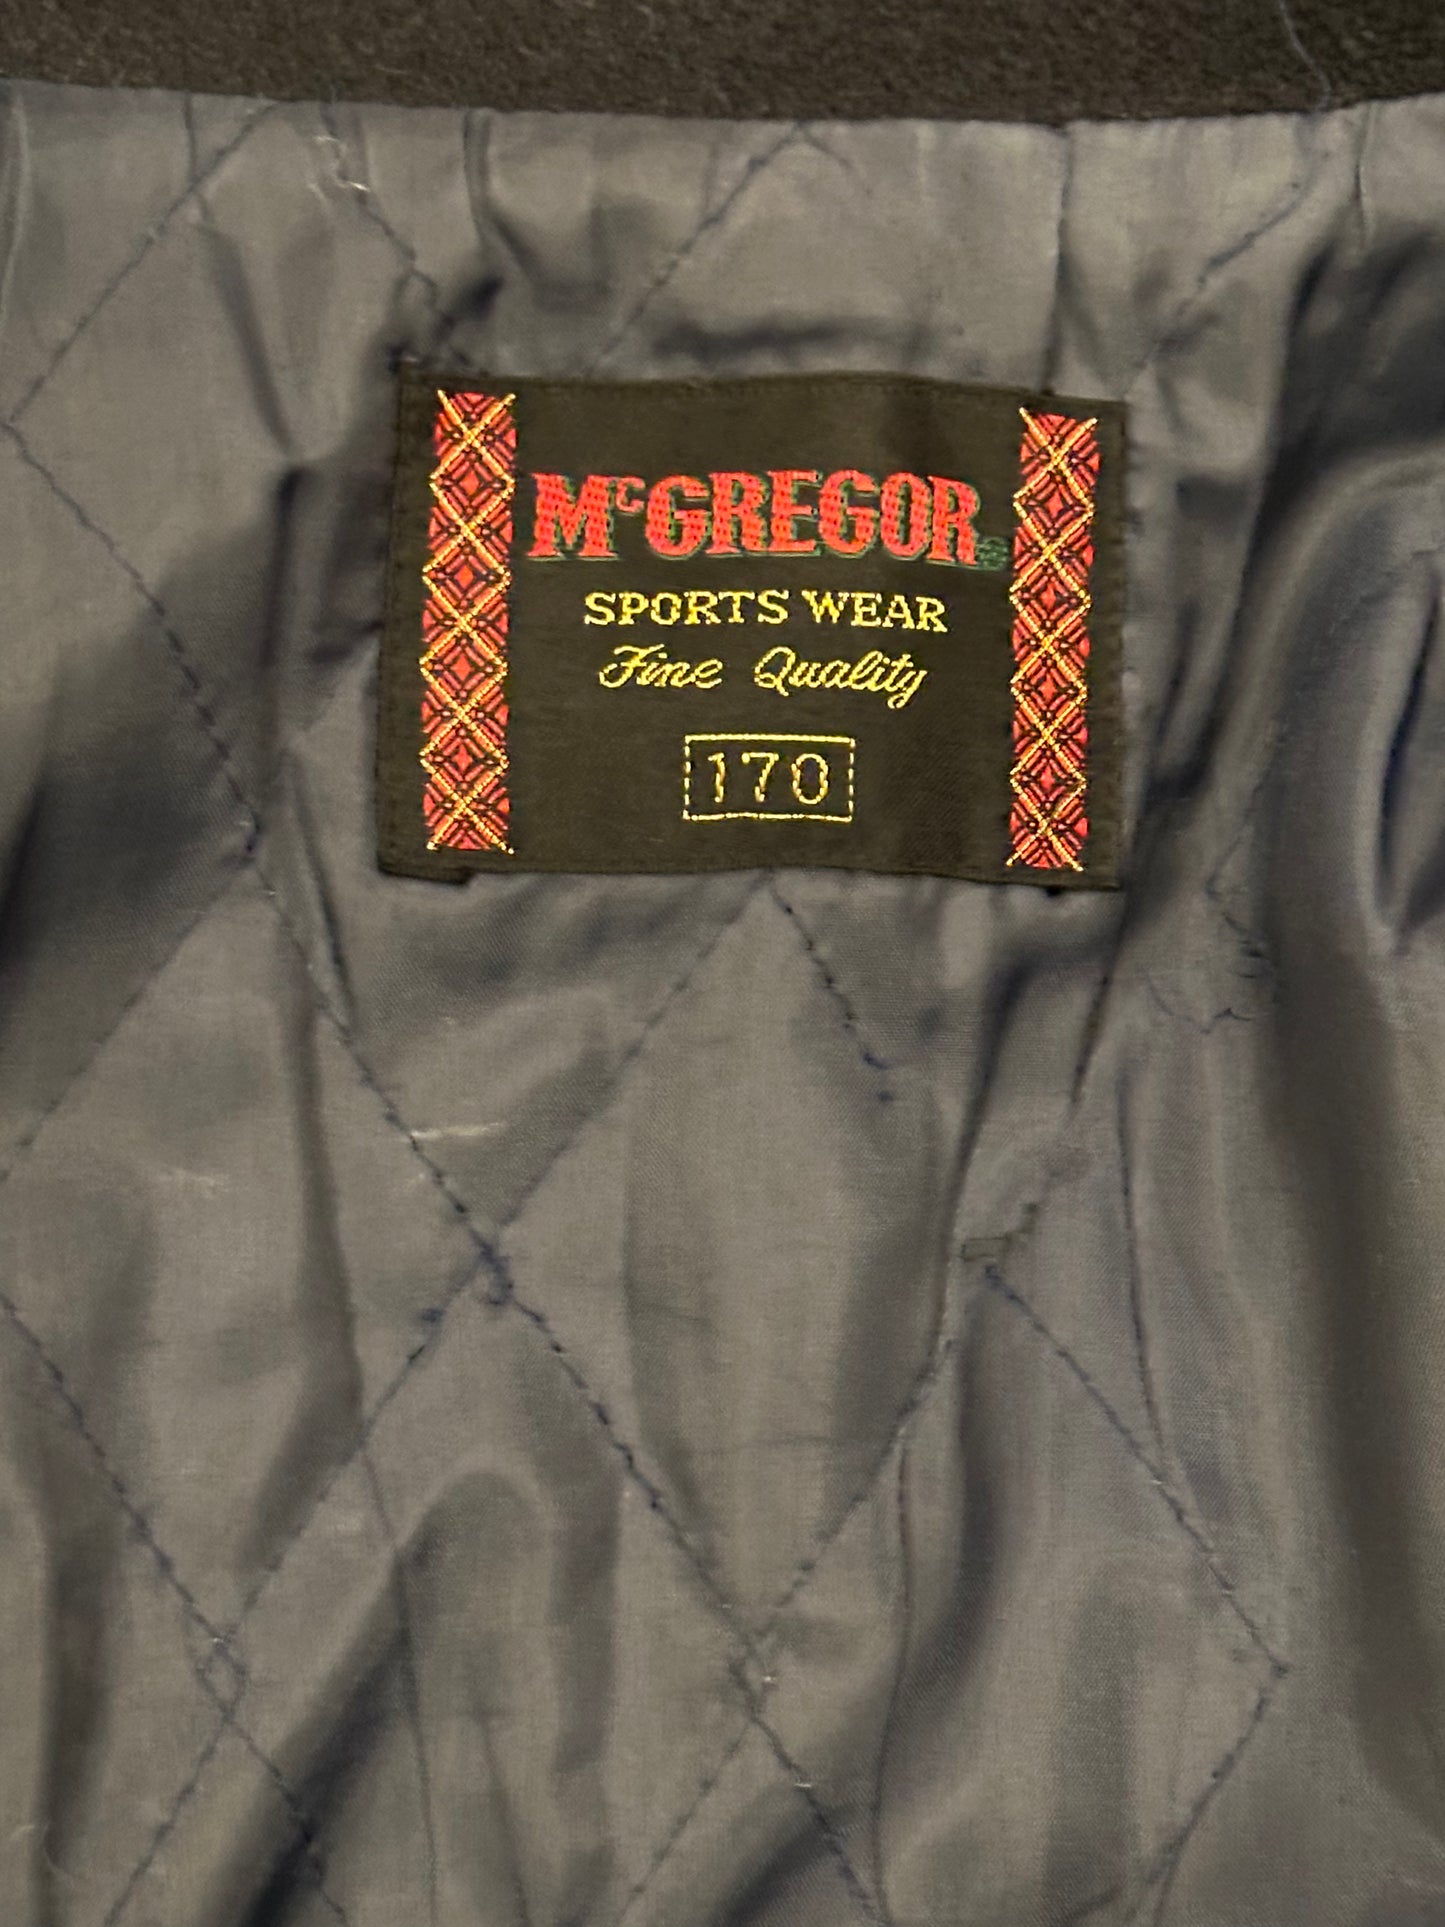 McGREGOR
SPORTS WEAR
Fine Quality
170